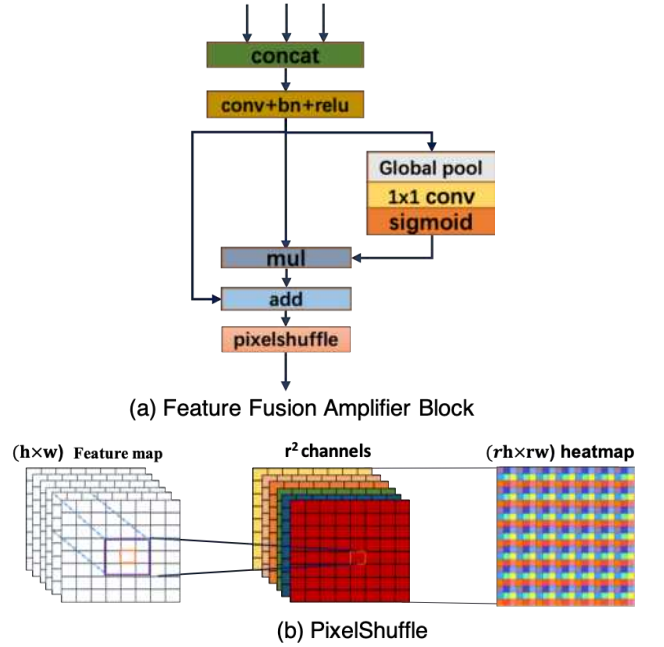 concat
conv+bn+relu
Global pool
1x1 conv
sigmoid
mul
add
pixelshuffle
(a) Feature Fusion Amplifier Block
(h×w) Feature map
r² channels
(rh×rw) heatmap
(b) PixelShuffle